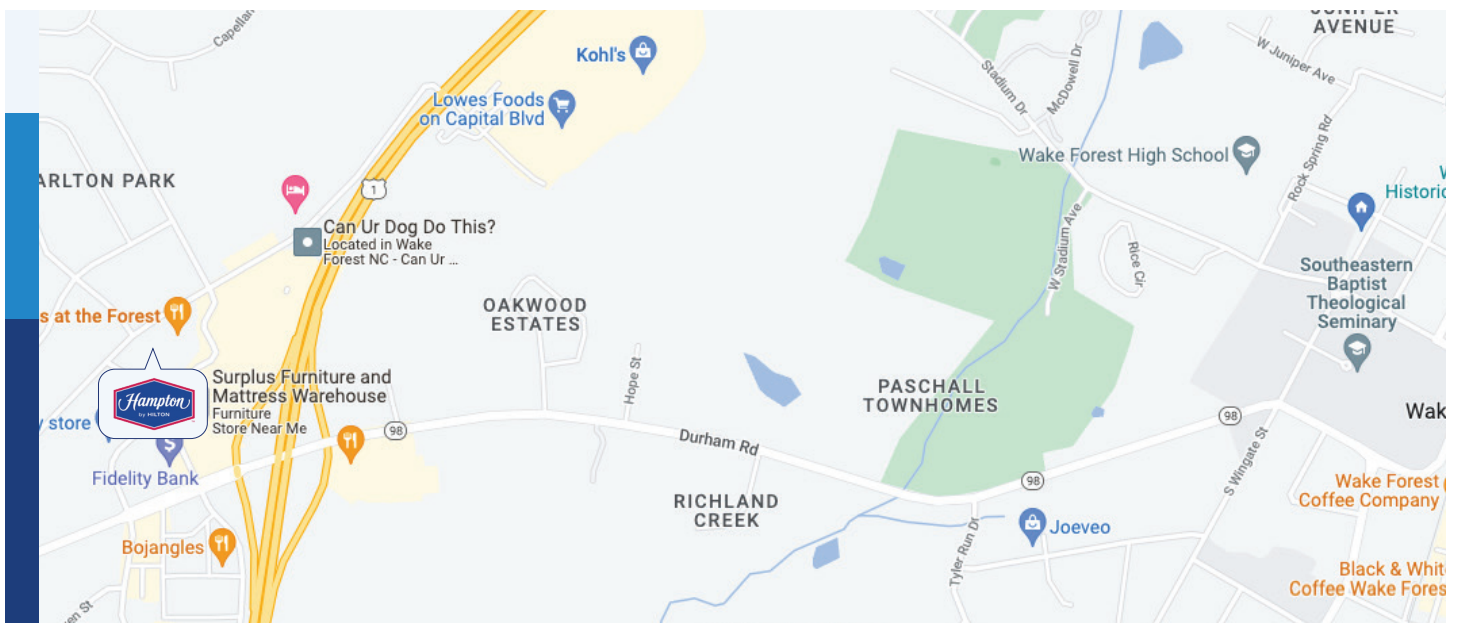 Capellan
JUNIPER
AVENUE
W Juniper Ave
Kohl's
Lowes Foods
on Capital Blvd
Stadium Dr
McDowell Dr
Rock Spring Rd
Wake Forest High School
ARLTON PARK
1
W
Historic
Can Ur Dog Do This?
Located in Wake
Forest NC - Can Ur ...
W Stadium Ave
Rice Cir
Southeastern
Baptist
Theological
Seminary
OAKWOOD
ESTATES
s at the Forest
Hampton
by HILTON
Surplus Furniture and
Mattress Warehouse
Furniture
Store Near Me
Hope St
PASCHALL
TOWNHOMES
y store
98
98
Wak
Durham Rd
S Wingate St
Fidelity Bank
98
Wake Forest
Coffee Company
RICHLAND
CREEK
Joeveo
Bojangles
Tyler Run Dr
Black & Whit
Coffee Wake Fores
en St